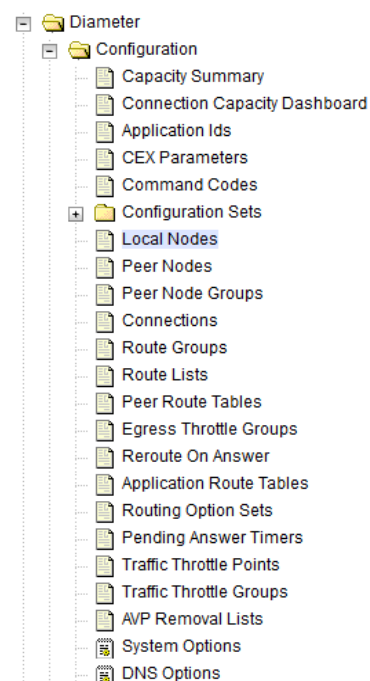 Diameter
Configuration
Capacity Summary
Connection Capacity Dashboard
Application Ids
CEX Parameters
Command Codes
Configuration Sets
Local Nodes
Peer Nodes
Peer Node Groups
Connections
Route Groups
Route Lists
Peer Route Tables
Egress Throttle Groups
Reroute On Answer
Application Route Tables
Routing Option Sets
Pending Answer Timers
Traffic Throttle Points
Traffic Throttle Groups
AVP Removal Lists
System Options
DNS Options